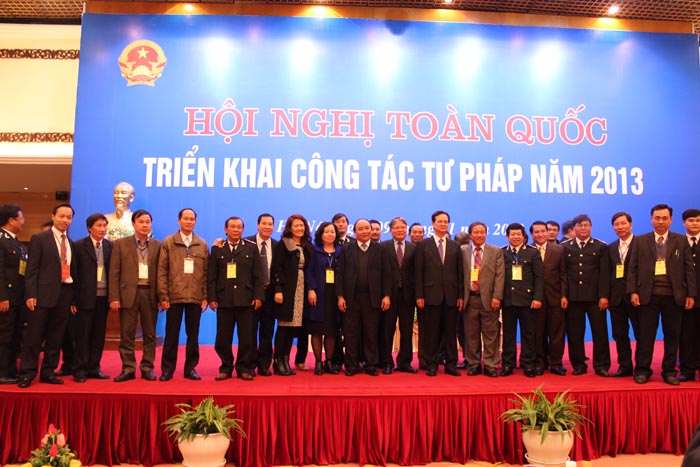 HỘI NGHỊ TOÀN QUỐC
TRIỂN KHAI CÔNG TÁC TƯ PHÁP NĂM 2013